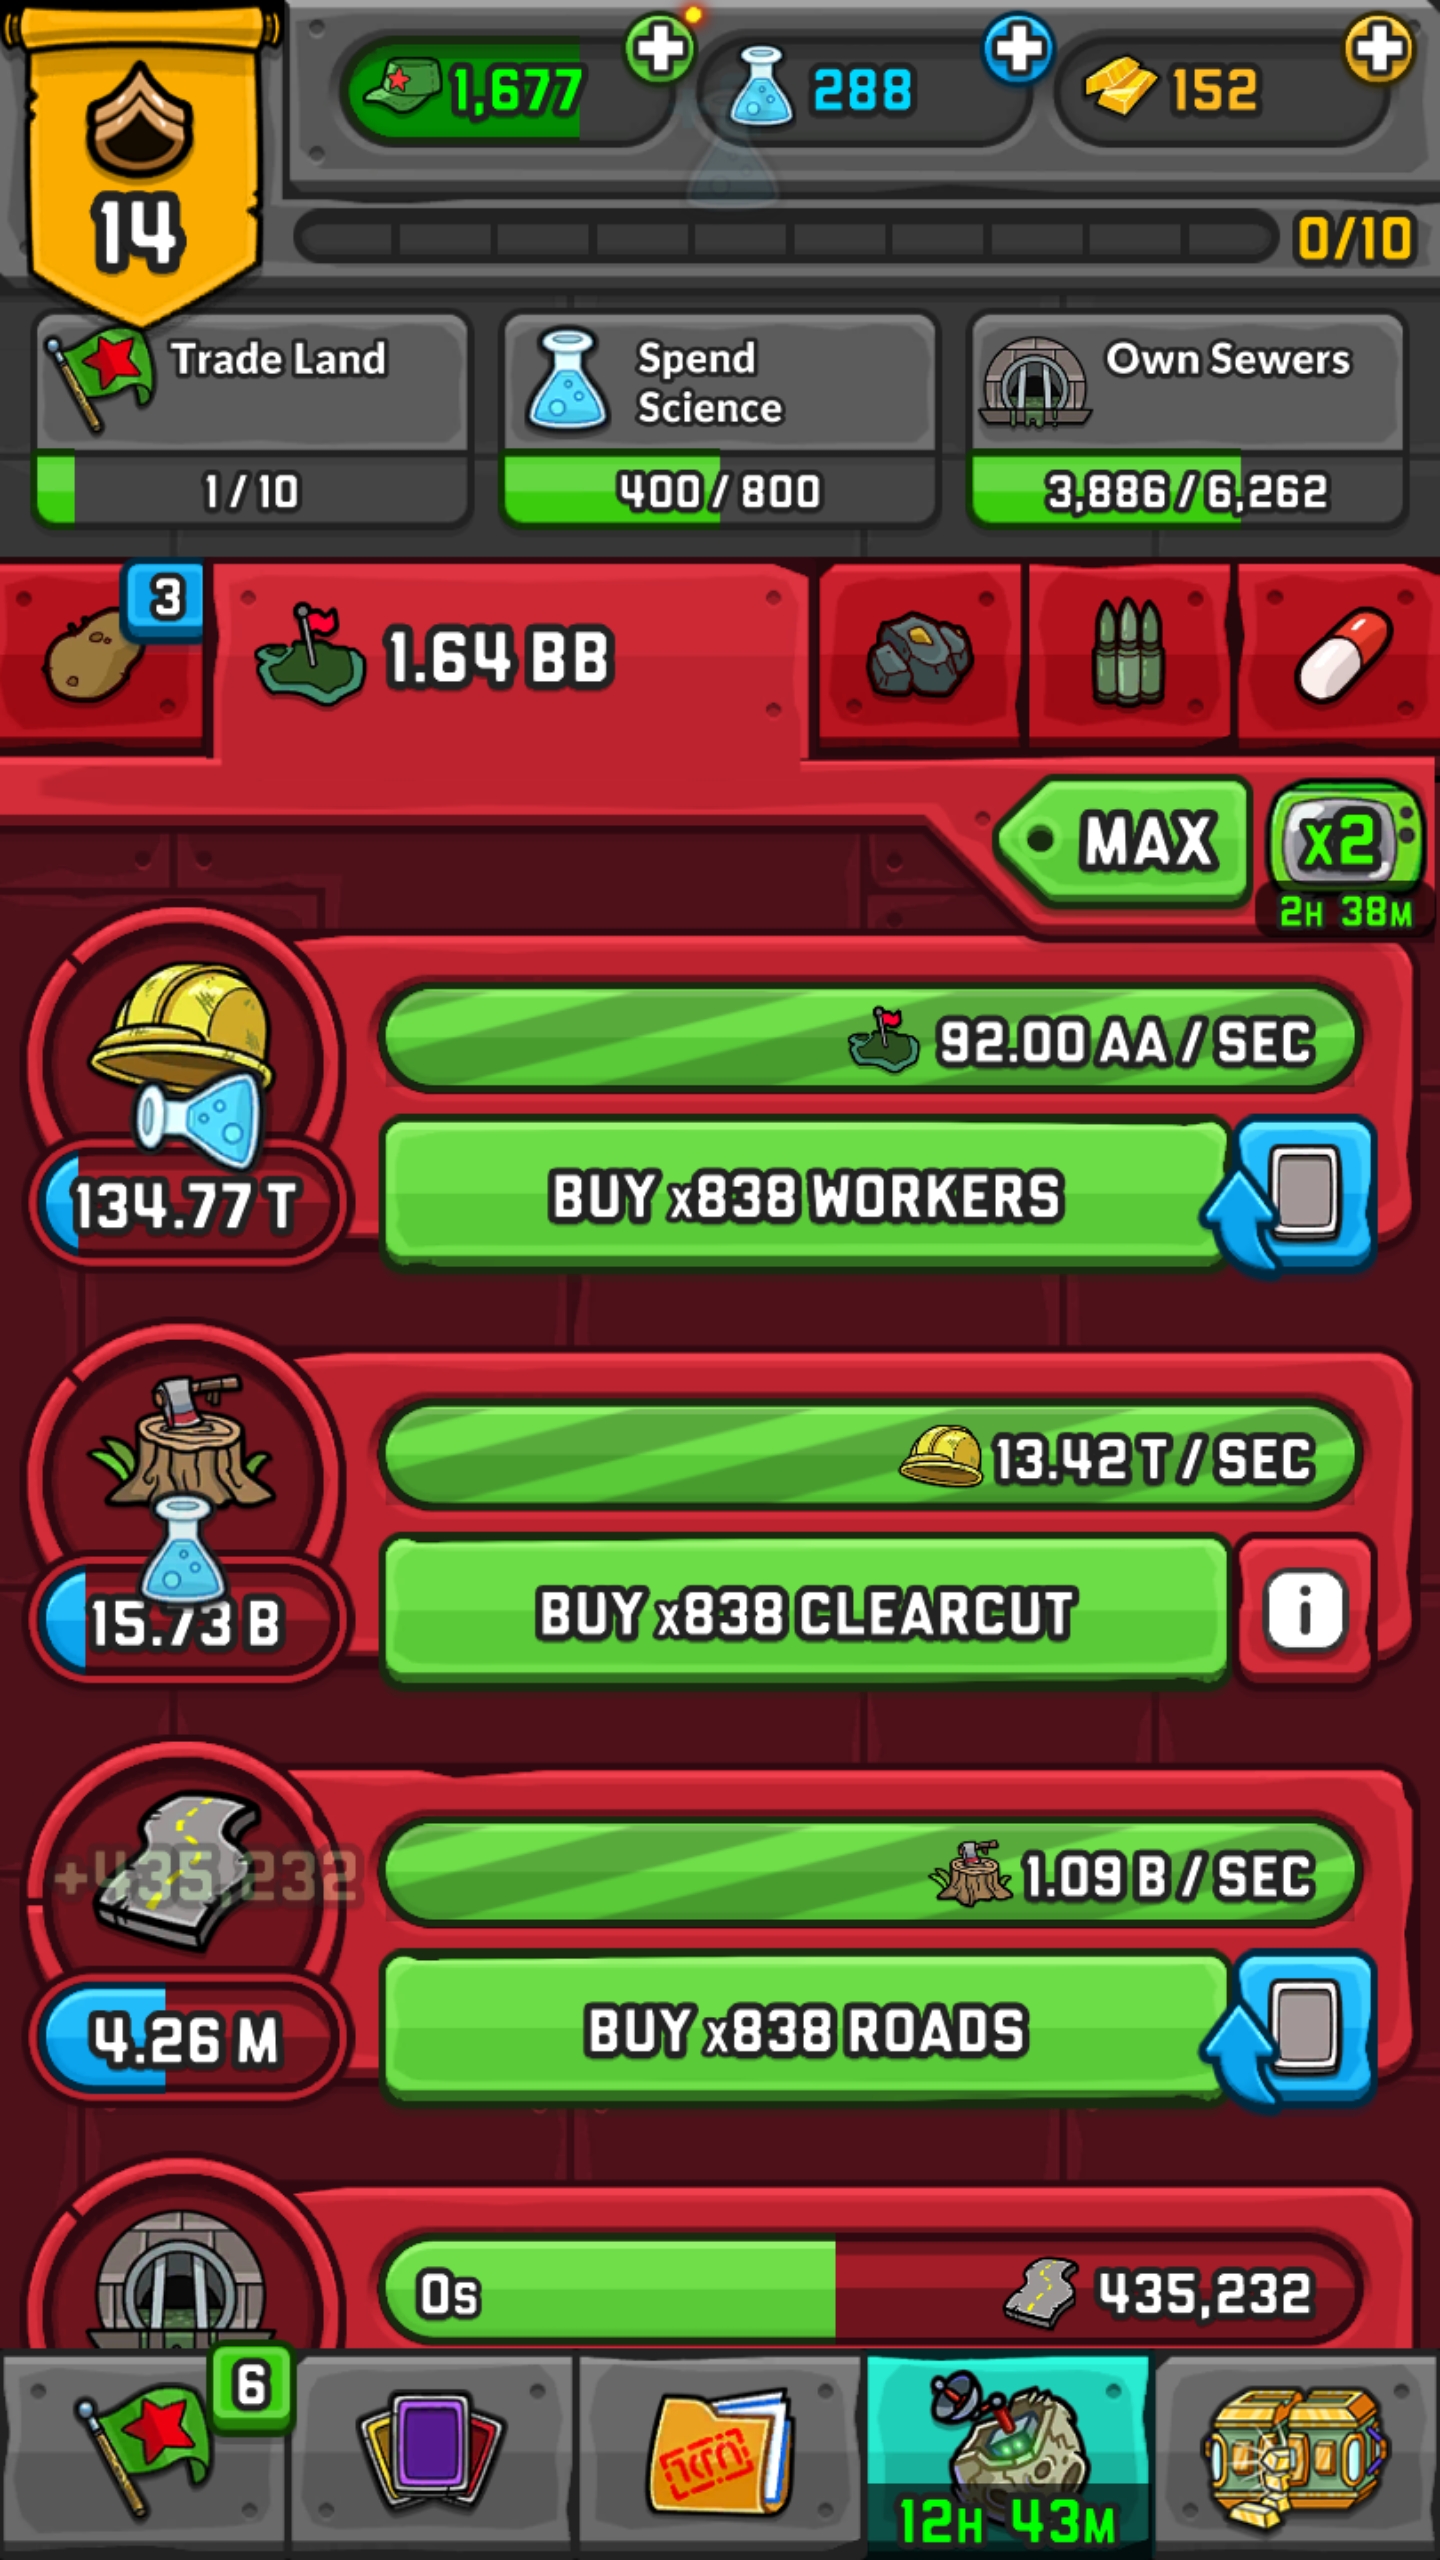 1,677
288
152
14
0/10
Trade Land
1/10
Spend
Science
400/800
Own Sewers
3,886/6,262
3
1.64 BB
MAX
x2
2H 38M
92.00 AA/SEC
134.77 T
BUY x838 WORKERS
13.42 T/SEC
15.73 B
BUY x838 CLEARCUT
i
+435,232
1.09 B/SEC
4.26 M
BUY x838 ROADS
0s
435,232
6
12H 43M